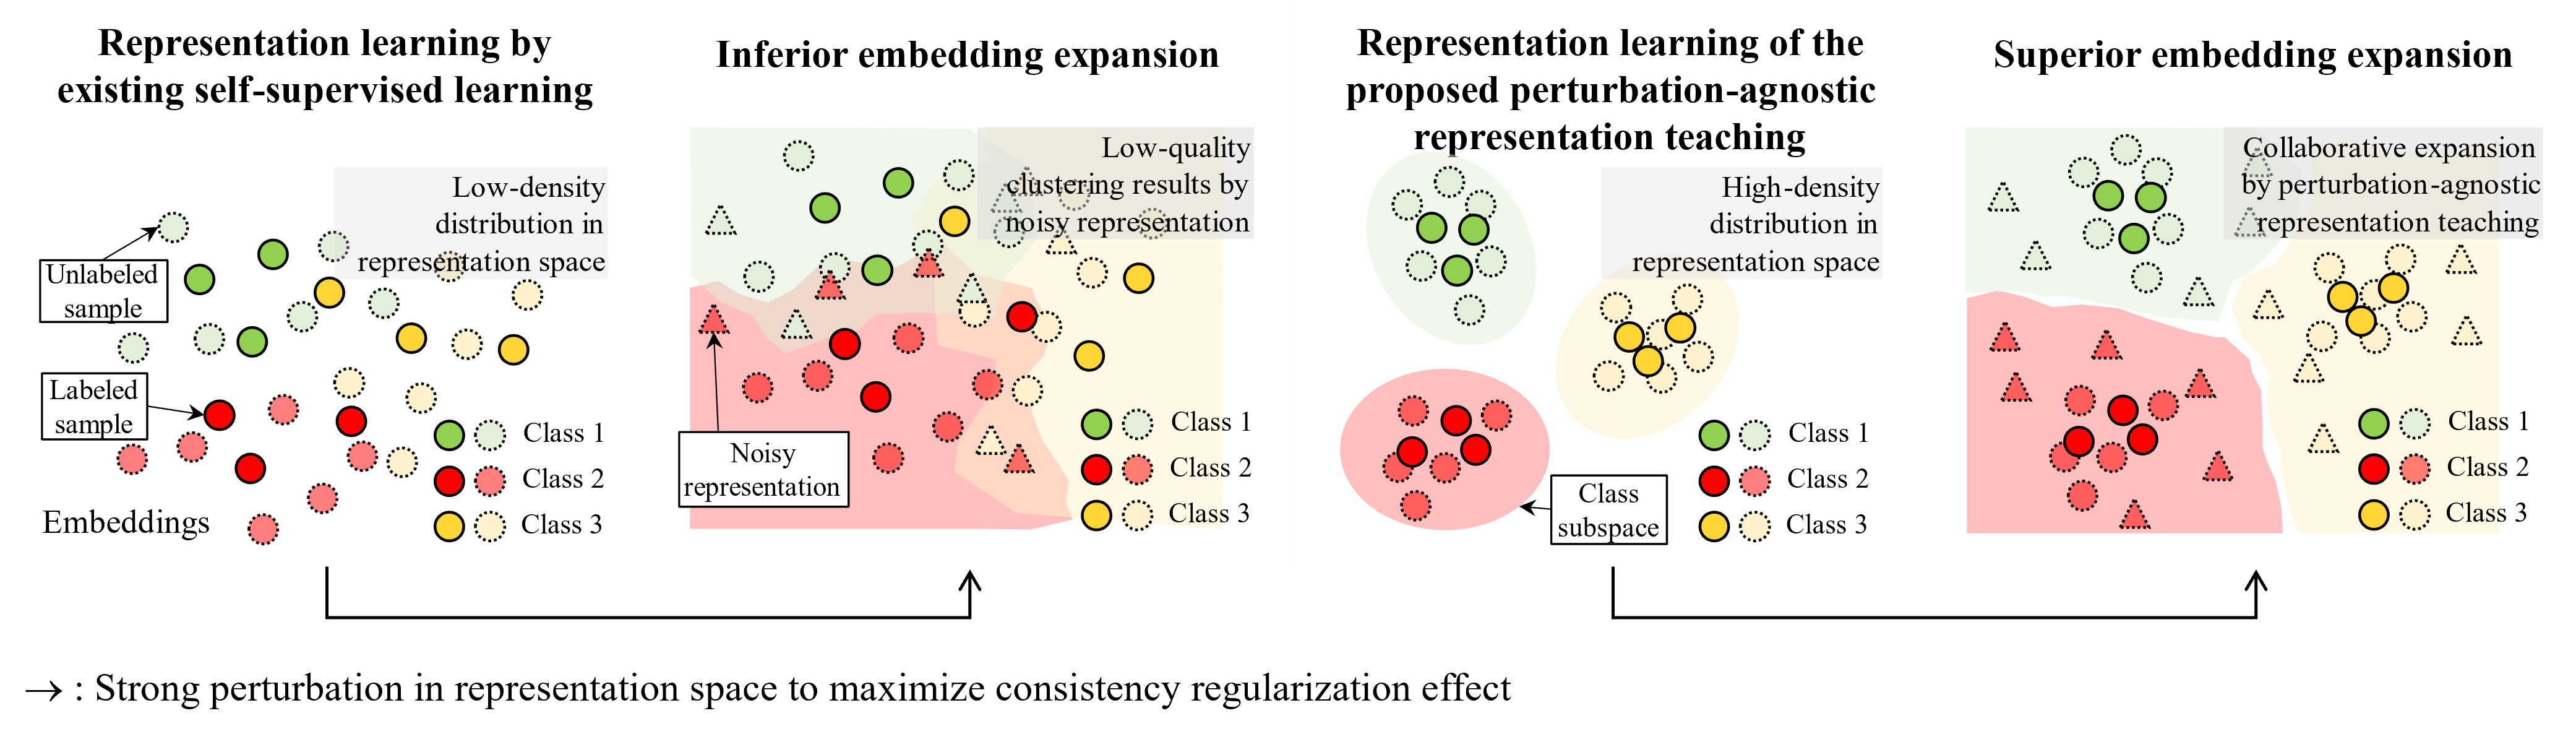 Representation learning by
existing self-supervised learning
Low-density
distribution in
representation space
Unlabeled
sample
Labeled
sample
Class 1
Class 2
Class 3
Embeddings
Inferior embedding expansion
Low-quality
clustering results by
noisy representation
Noisy
representation
Class 1
Class 2
Class 3
Representation learning of the
proposed perturbation-agnostic
representation teaching
High-density
distribution in
representation space
Class 1
Class 2
Class 3
Class
subspace
Superior embedding expansion
Collaborative expansion
by perturbation-agnostic
representation teaching
Class 1
Class 2
Class 3
→ : Strong perturbation in representation space to maximize consistency regularization effect